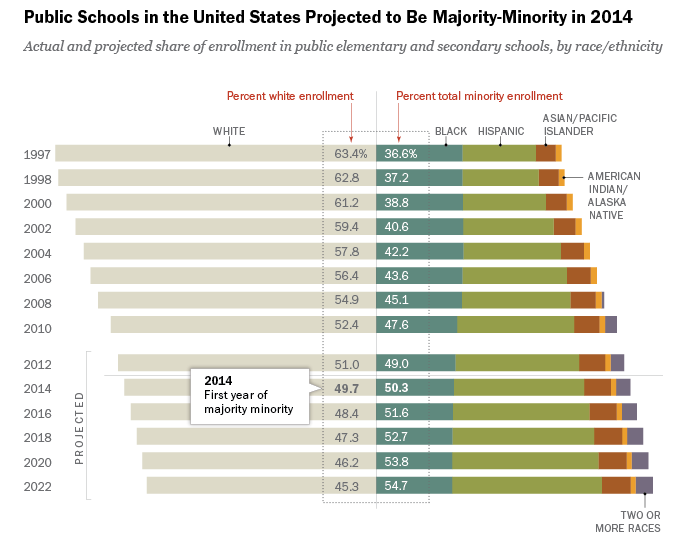 Public Schools in the United States Projected to Be Majority-Minority in 2014
Actual and projected share of enrollment in public elementary and secondary schools, by race/ethnicity
Percent white enrollment
Percent total minority enrollment
WHITE
BLACK
HISPANIC
ASIAN/PACIFIC
ISLANDER
1997 63.4% 36.6%
1998 62.8 37.2
AMERICAN
INDIAN/
ALASKA
NATIVE
2000 61.2 38.8
2002 59.4 40.6
2004 57.8 42.2
2006 56.4 43.6
2008 54.9 45.1
2010 52.4 47.6
PROJECTED
2012 51.0 49.0
2014 49.7 50.3
2014
First year of
majority minority
2016 48.4 51.6
2018 47.3 52.7
2020 46.2 53.8
2022 45.3 54.7
TWO OR
MORE RACES